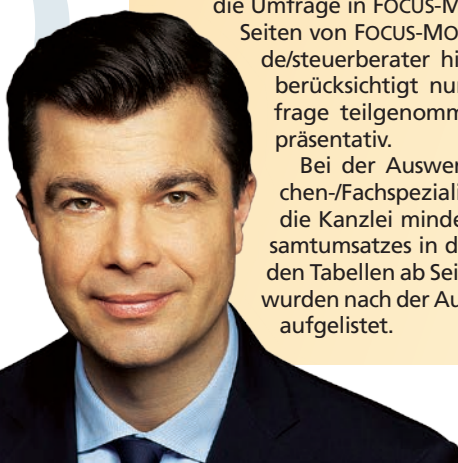 die Umfrage in FOCUS-M
Seiten von FOCUS-MO
de/steuerberater hi
berücksichtigt nur
frage teilgenomm
präsentativ.
Bei der Auswer
chen-/Fachspeziali
die Kanzlei minde
samtumsatzes in d
den Tabellen ab Sei
wurden nach der Au
aufgelistet.